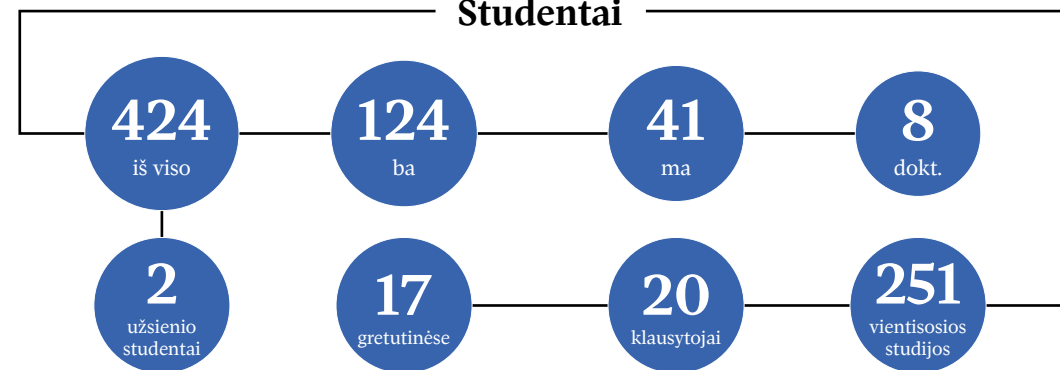 Studentai
424
iš viso
124
ba
41
ma
8
dokt.
2
užsienio
studentai
17
gretutinėse
20
klausytojai
251
vientisosios
studijos